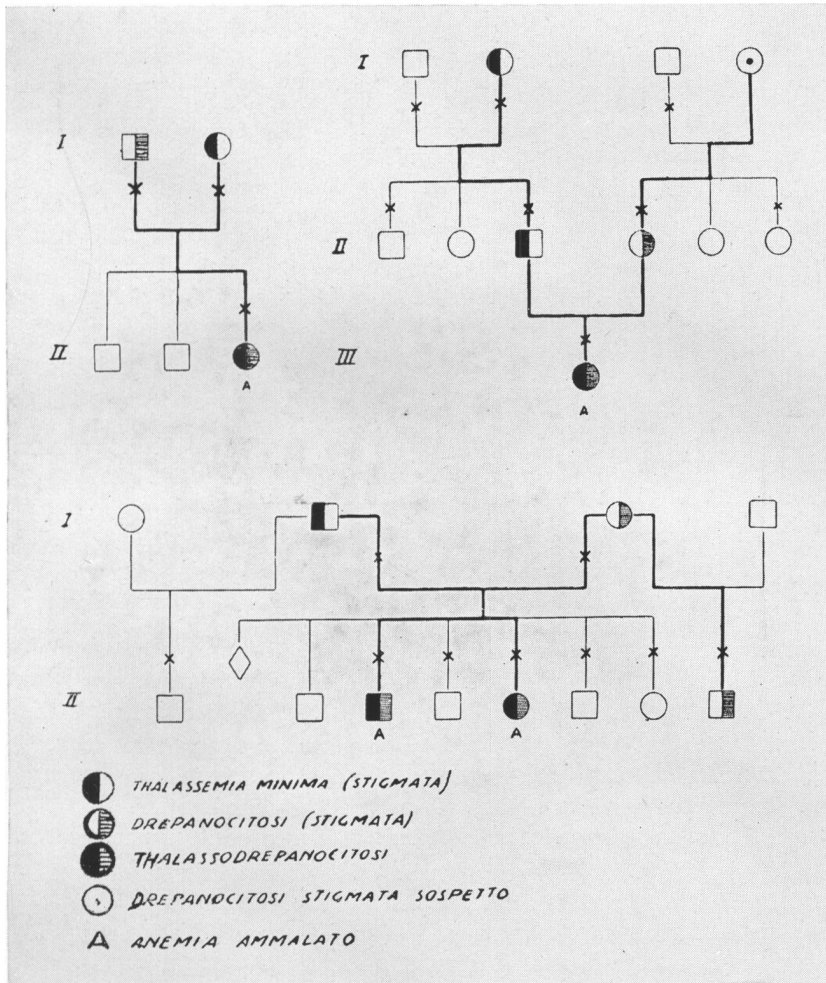 I
II
A
I
II
III
A
I
II
A A
THALASSEMIA MINIMA (STIGMATA)
DREPANOCITOSI (STIGMATA)
THALASSODREPANOCITOSI
DREPANOCITOSI STIGMATA SOSPETTO
A ANEMIA AMMALATO